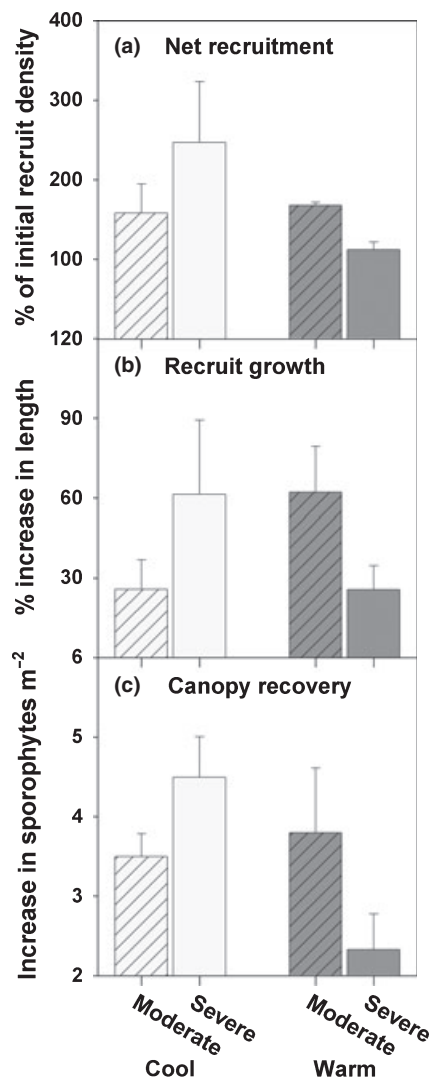 400
(a) Net recruitment
300
200
100
120
% of initial recruit density
(b) Recruit growth
90
60
30
6
% increase in length
(c) Canopy recovery
5
4
3
2
Increase in sporophytes m⁻²
Moderate Severe Moderate Severe
Cool Warm